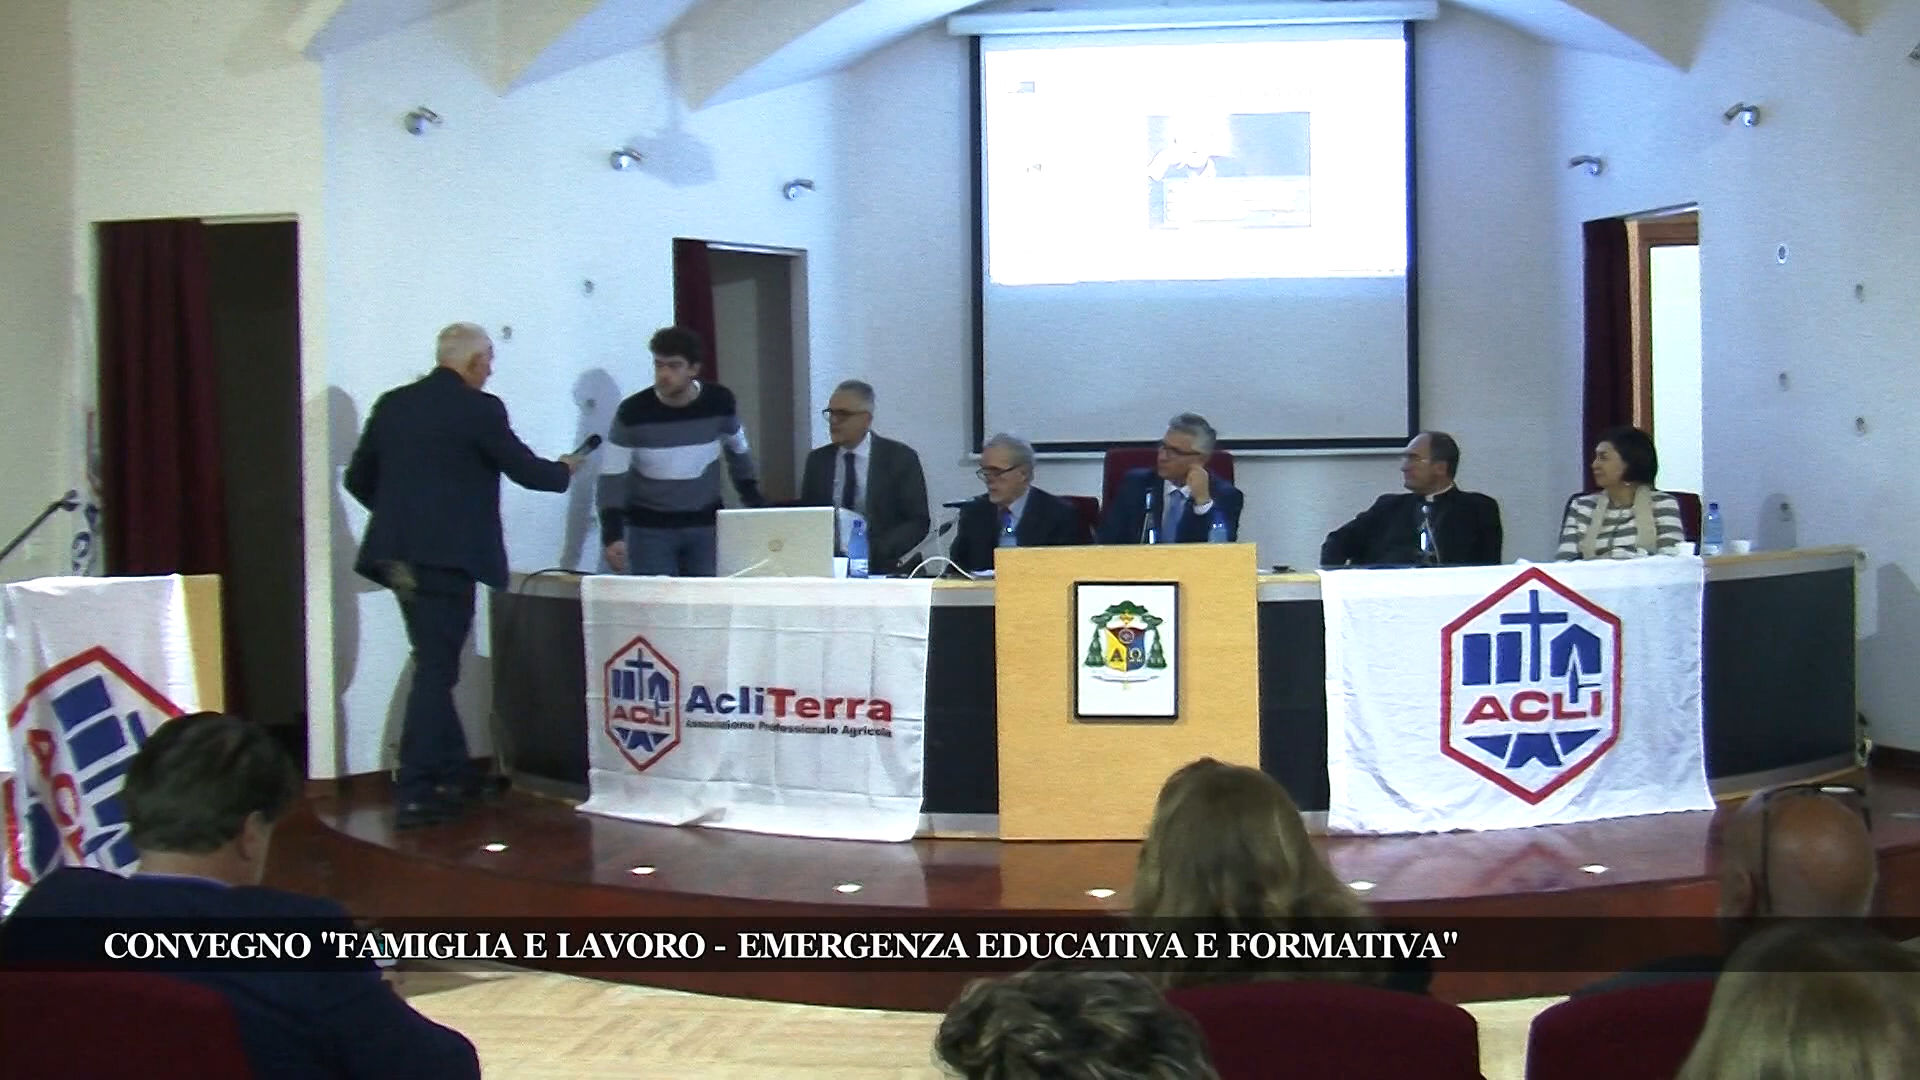 AcliTerra
Associazione Professionale Agricola
ACLI
Α Ω
ACLI
ACLI
CONVEGNO "FAMIGLIA E LAVORO - EMERGENZA EDUCATIVA E FORMATIVA"